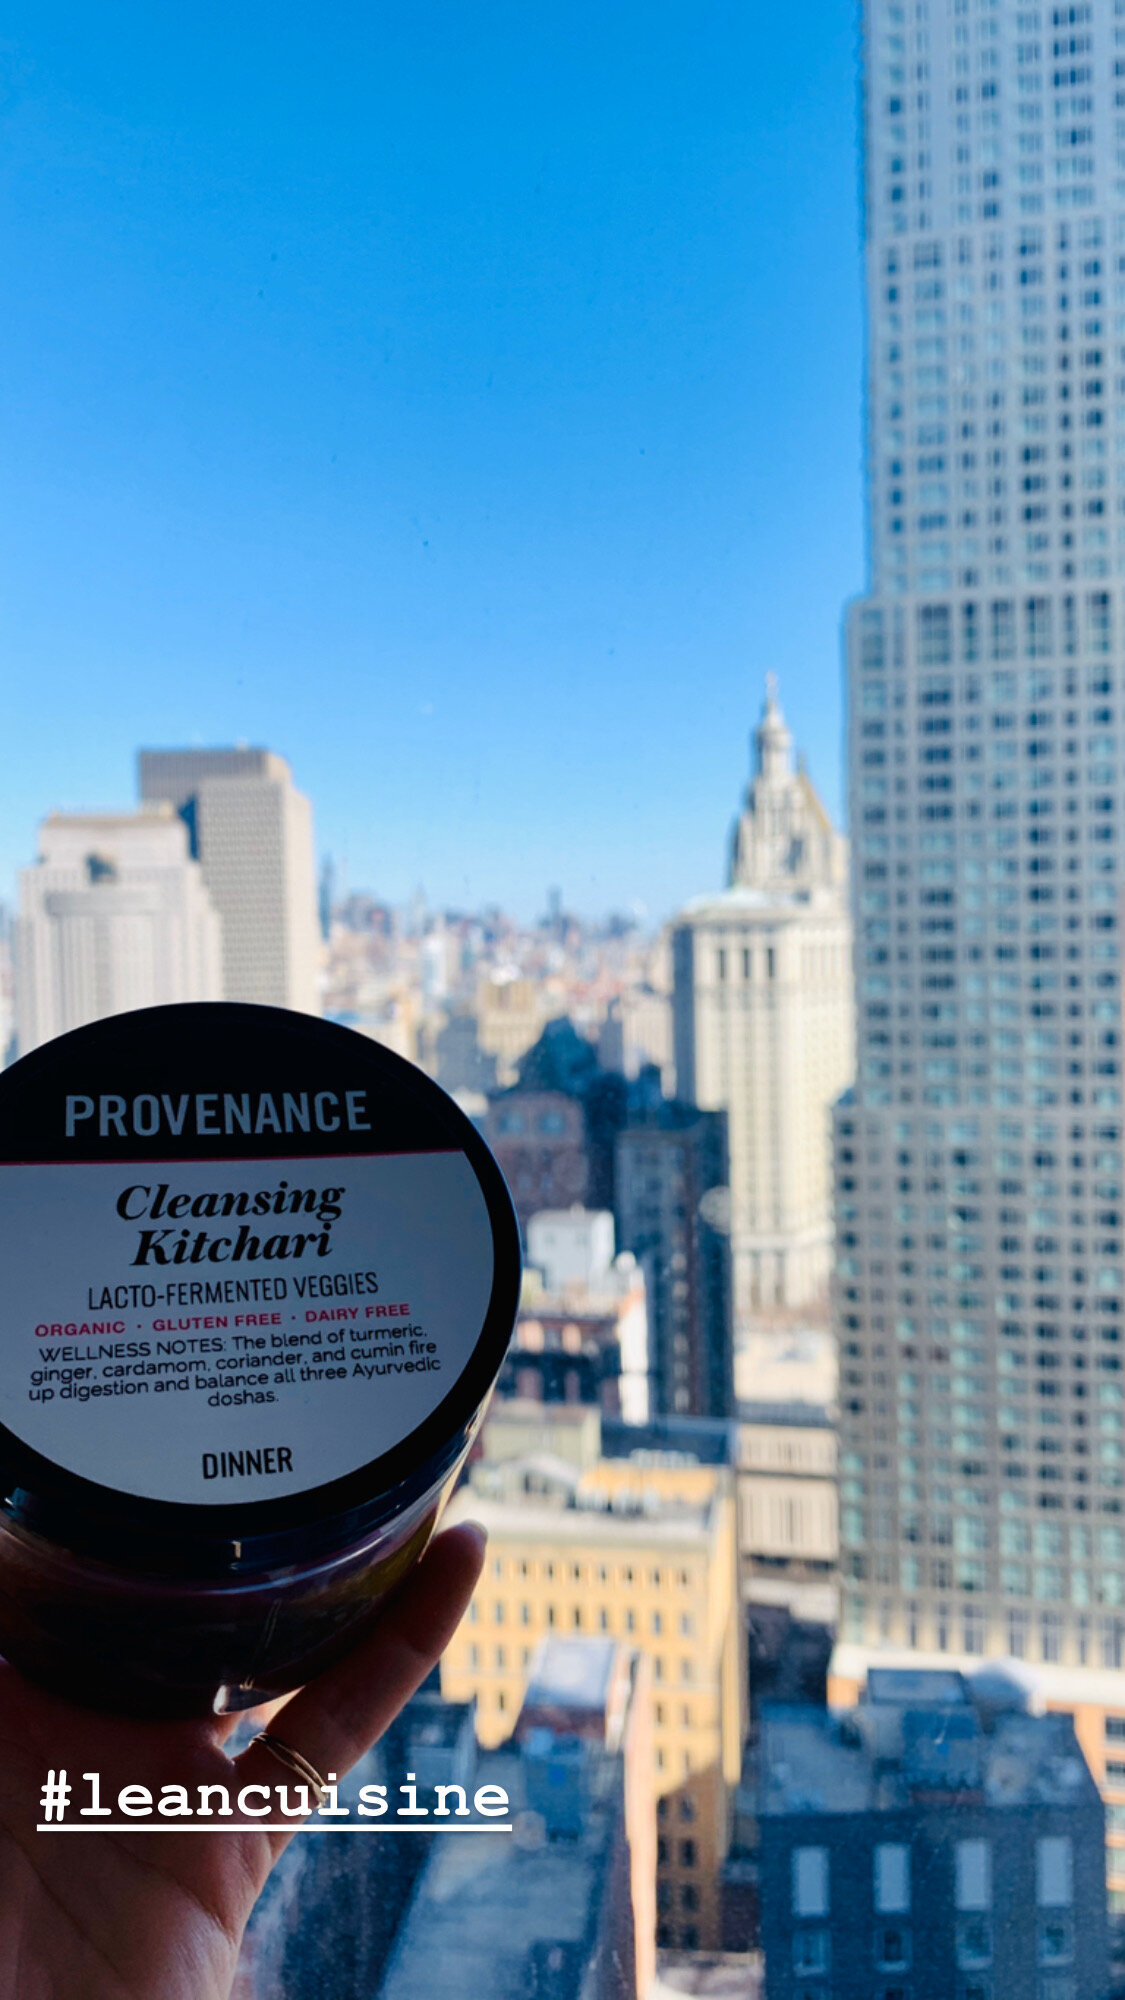 PROVENANCE
Cleansing
Kitchari
LACTO-FERMENTED VEGGIES
ORGANIC · GLUTEN FREE · DAIRY FREE
WELLNESS NOTES: The blend of turmeric,
ginger, cardamom, coriander, and cumin fire
up digestion and balance all three Ayurvedic
doshas.
DINNER
#leancuisine